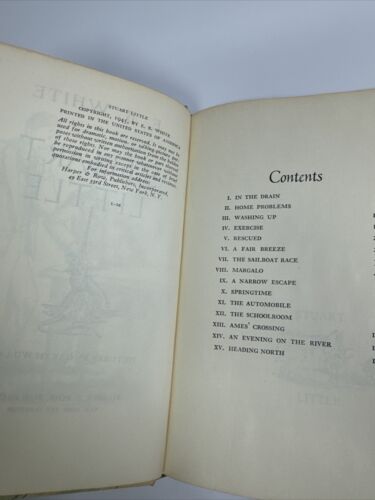 STUART LITTLE
COPYRIGHT, 1945, BY E. B. WHITE
PRINTED IN THE UNITED STATES OF AMERICA
All rights in this book are reserved. It may not be
used for dramatic, motion-, or talking-picture pur-
poses without written authorization from the holder
of these rights. Nor may the book or any part thereof
be reproduced in any manner whatsoever without per-
mission in writing except in the case of brief
quotations embodied in critical articles and reviews.
For information address:
Harper & Row, Publishers, Incorporated,
49 East 33rd Street, New York, N. Y.
Contents
I. IN THE DRAIN
II. HOME PROBLEMS
III. WASHING UP
IV. EXERCISE
V. RESCUED
VI. A FAIR BREEZE
VII. THE SAILBOAT RACE
VIII. MARGALO
IX. A NARROW ESCAPE
X. SPRINGTIME
XI. THE AUTOMOBILE
XII. THE SCHOOLROOM
XIII. AMES' CROSSING
XIV. AN EVENING ON THE RIVER
XV. HEADING NORTH